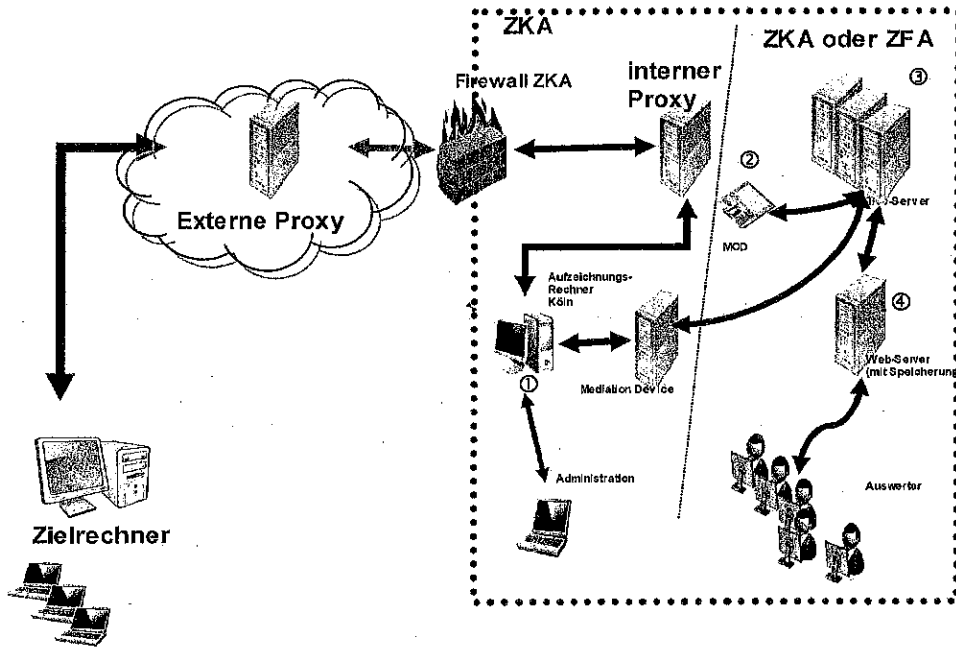 ZKA
ZKA oder ZFA
③
Firewall ZKA
interner
Proxy
②
Externe Proxy
-Server
MOD
Aufzeichnungs-
Rechner
Köln
④
①
Mediation Device
Web-Server
(mit Speicherung
Administration
Auswerter
Zielrechner